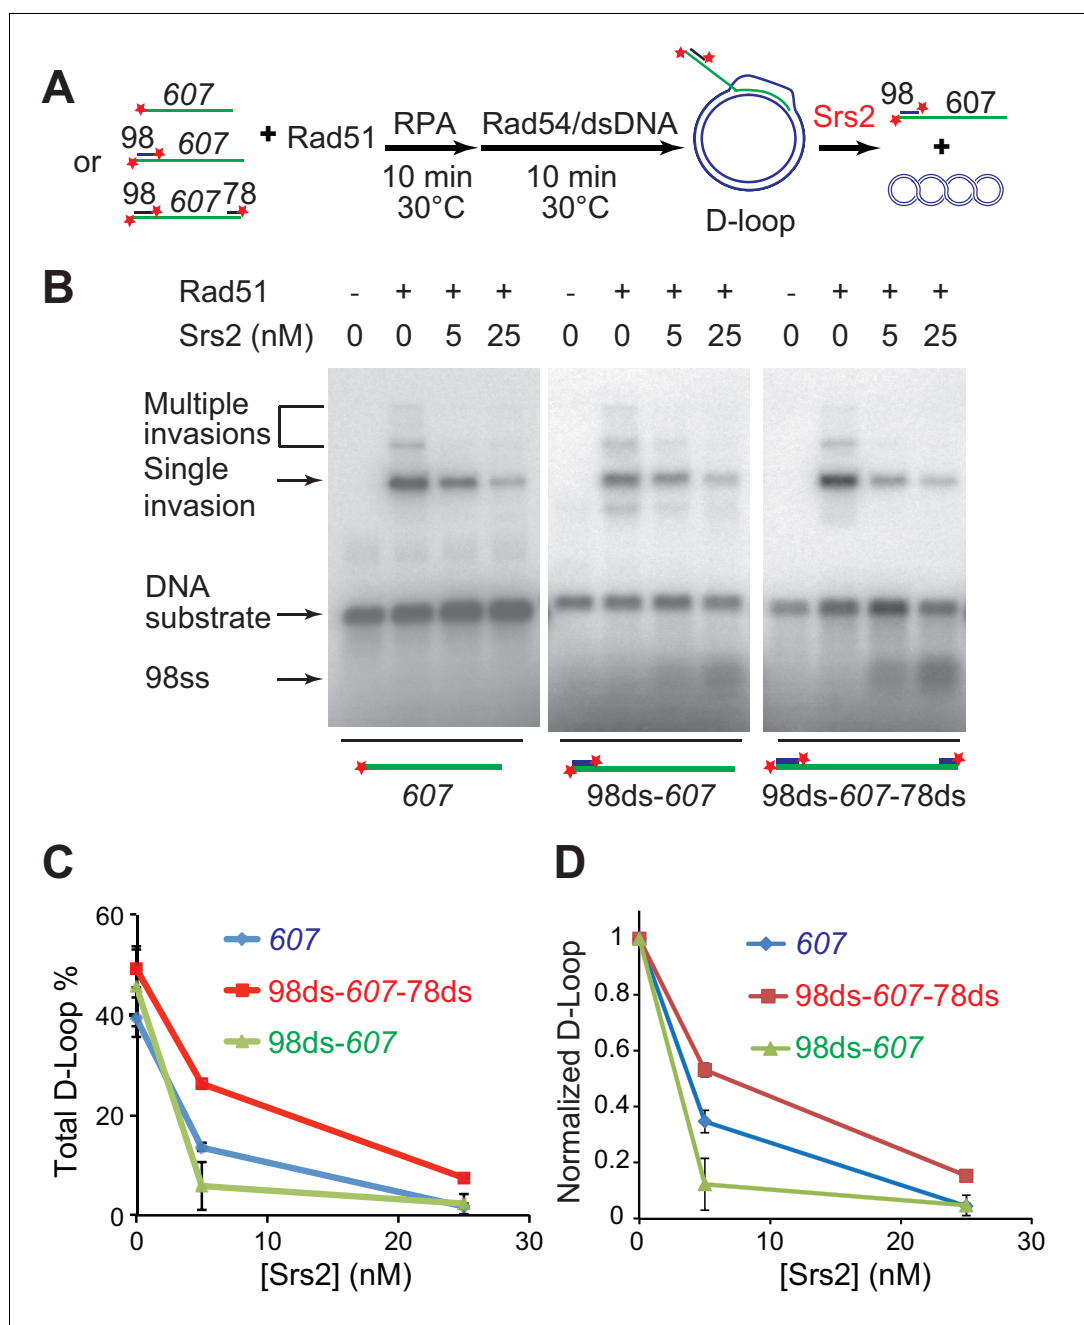 A
607
98 607
or
98 607 78
+ Rad51
RPA
10 min
30°C
Rad54/dsDNA
10 min
30°C
D-loop
Srs2
98 607
+
B
Rad51 - + + + - + + + - + + +
Srs2 (nM) 0 0 5 25 0 0 5 25 0 0 5 25
Multiple
invasions
Single
invasion
DNA
substrate
98ss
607 98ds-607 98ds-607-78ds
C
Total D-Loop %
60
40
20
0
0 10 20 30
[Srs2] (nM)
607
98ds-607-78ds
98ds-607
D
Normalized D-Loop
1
0.8
0.6
0.4
0.2
0
0 10 20 30
[Srs2] (nM)
607
98ds-607-78ds
98ds-607